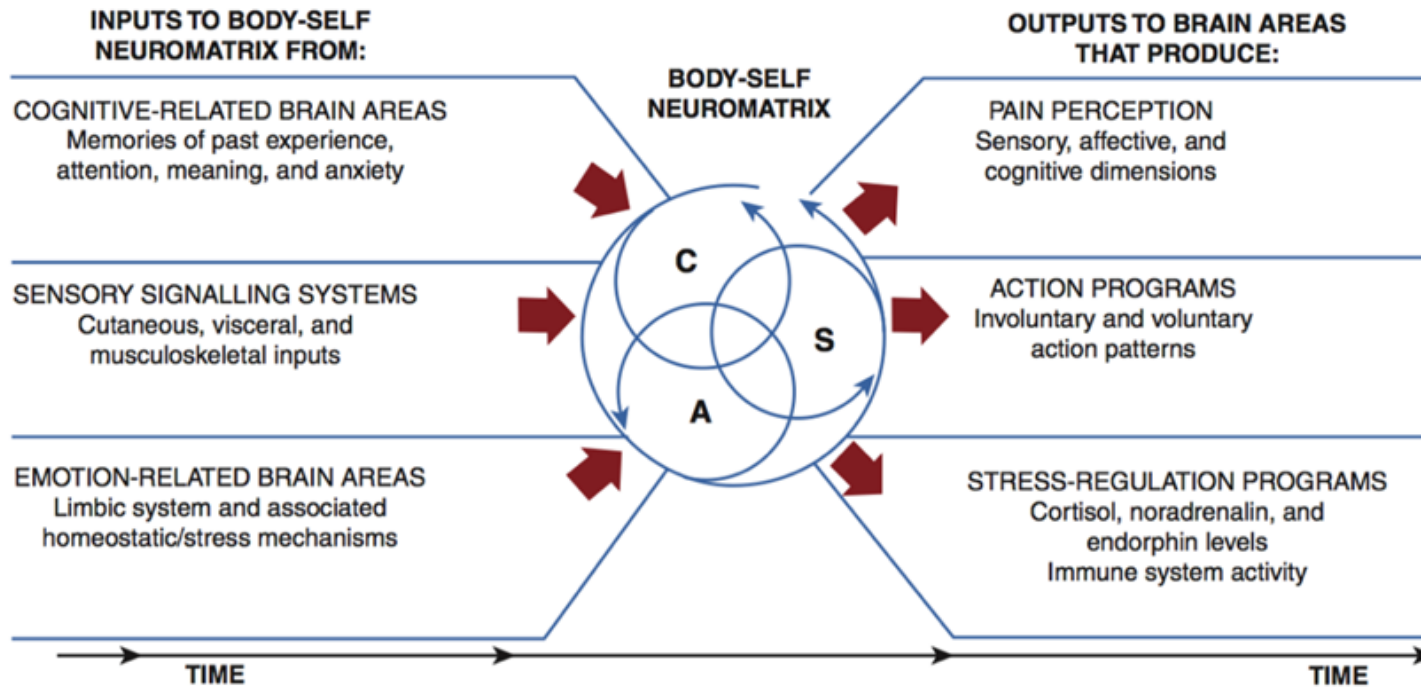 INPUTS TO BODY-SELF
NEUROMATRIX FROM:
COGNITIVE-RELATED BRAIN AREAS
Memories of past experience,
attention, meaning, and anxiety
SENSORY SIGNALLING SYSTEMS
Cutaneous, visceral, and
musculoskeletal inputs
EMOTION-RELATED BRAIN AREAS
Limbic system and associated
homeostatic/stress mechanisms
BODY-SELF
NEUROMATRIX
C
S
A
OUTPUTS TO BRAIN AREAS
THAT PRODUCE:
PAIN PERCEPTION
Sensory, affective, and
cognitive dimensions
ACTION PROGRAMS
Involuntary and voluntary
action patterns
STRESS-REGULATION PROGRAMS
Cortisol, noradrenalin, and
endorphin levels
Immune system activity
TIME
TIME